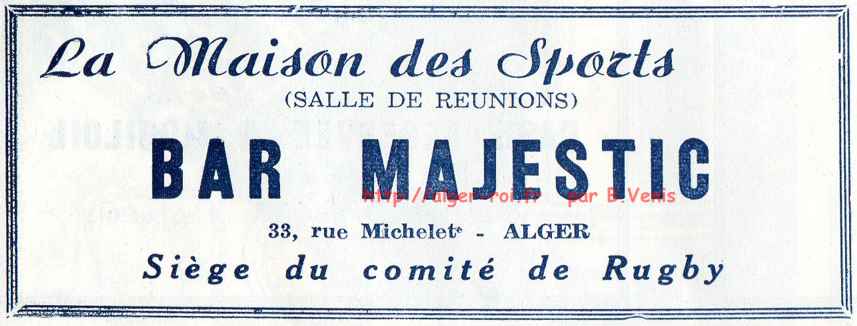 La Maison des Sports
(SALLE DE REUNIONS)
BAR MAJESTIC
http://alger-roi.fr par B.Venis
33, rue Micheletᵉ - ALGER
Siège du comité de Rugby